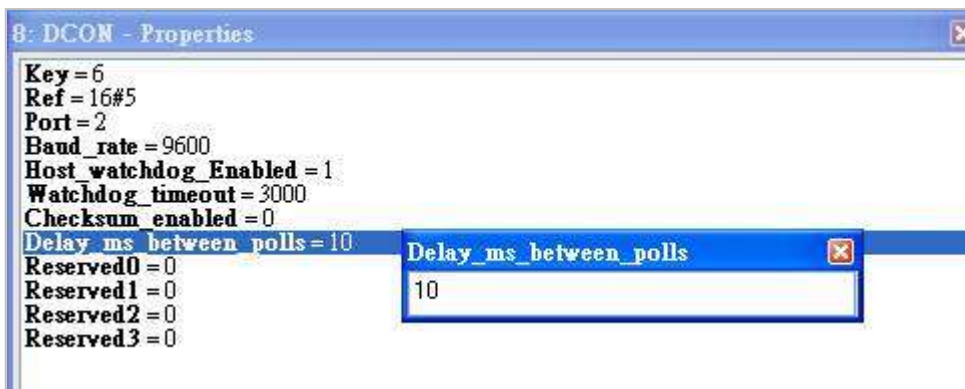 8: DCON - Properties
Key = 6
Ref = 16#5
Port = 2
Baud_rate = 9600
Host_watchdog_Enabled = 1
Watchdog_timeout = 3000
Checksum_enabled = 0
Delay_ms_between_polls = 10
Reserved0 = 0
Reserved1 = 0
Reserved2 = 0
Reserved3 = 0
Delay_ms_between_polls
10